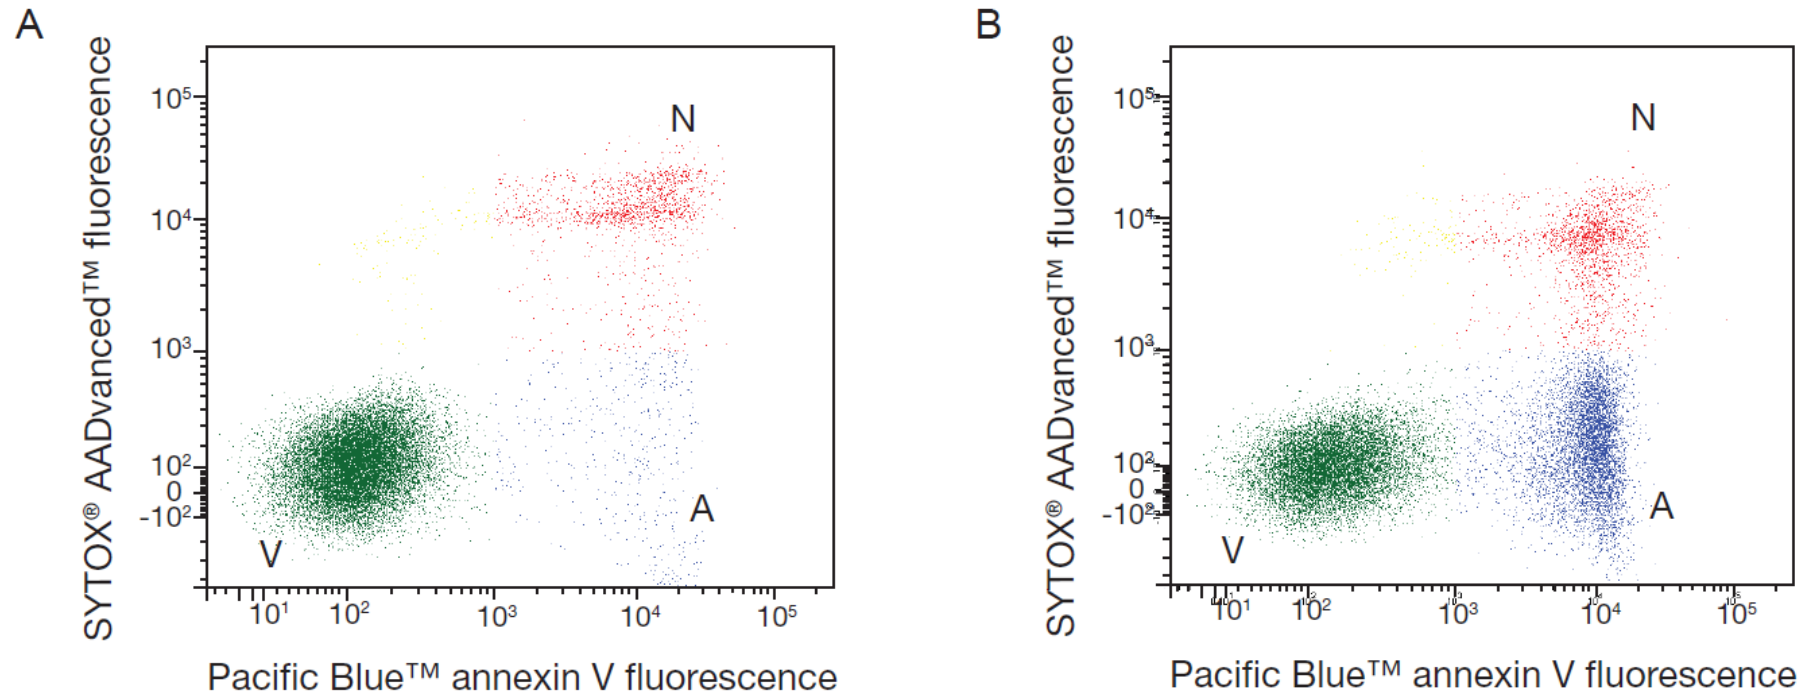 A
SYTOX® AADvanced™ fluorescence
10⁵
10⁴
10³
10²
0
-10²
N
A
V
10¹ 10² 10³ 10⁴ 10⁵
Pacific Blue™ annexin V fluorescence
B
SYTOX® AADvanced™ fluorescence
10⁵
10⁴
10³
10²
0
-10²
N
A
V
10¹ 10² 10³ 10⁴ 10⁵
Pacific Blue™ annexin V fluorescence